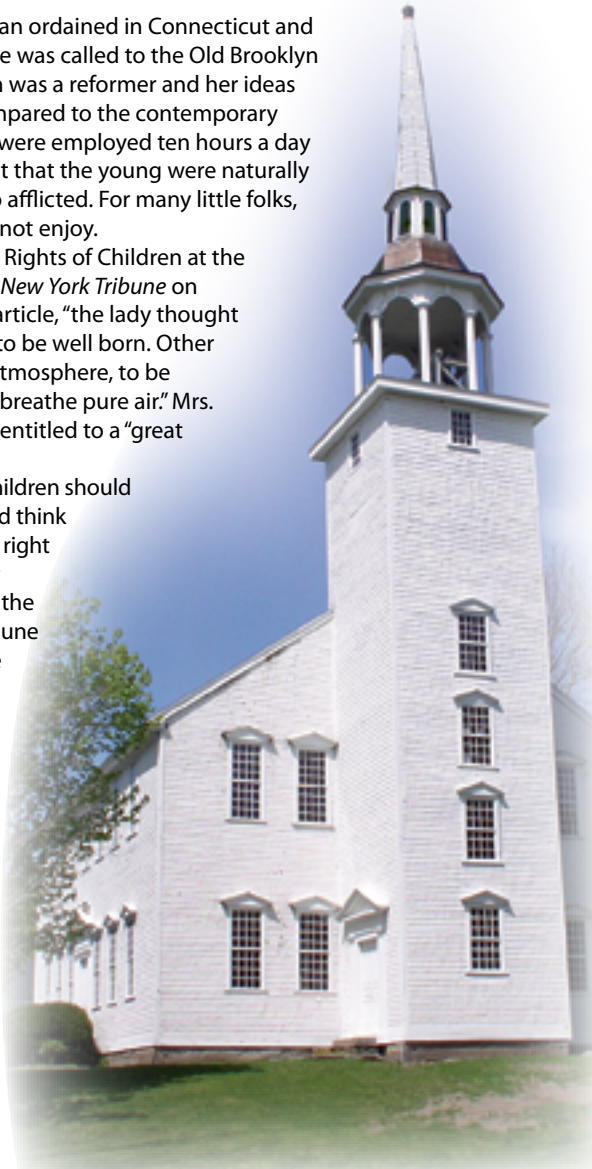 an ordained in Connecticut and
e was called to the Old Brooklyn
was a reformer and her ideas
mpared to the contemporary
were employed ten hours a day
t that the young were naturally
afflicted. For many little folks,
not enjoy.
Rights of Children at the
New York Tribune on
article, “the lady thought
to be well born. Other
tmosphere, to be
breathe pure air.” Mrs.
entitled to a “great
hildren should
d think
right
the
une